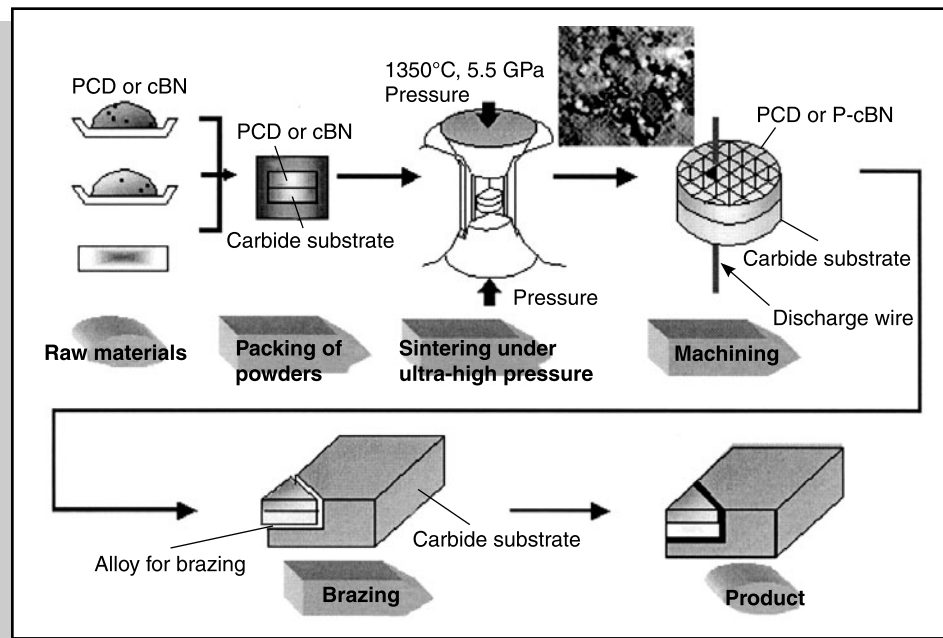 PCD or cBN
PCD or cBN
Carbide substrate
1350°C, 5.5 GPa
Pressure
Pressure
PCD or P-cBN
Carbide substrate
Discharge wire
Raw materials
Packing of
powders
Sintering under
ultra-high pressure
Machining
Alloy for brazing
Carbide substrate
Brazing
Product